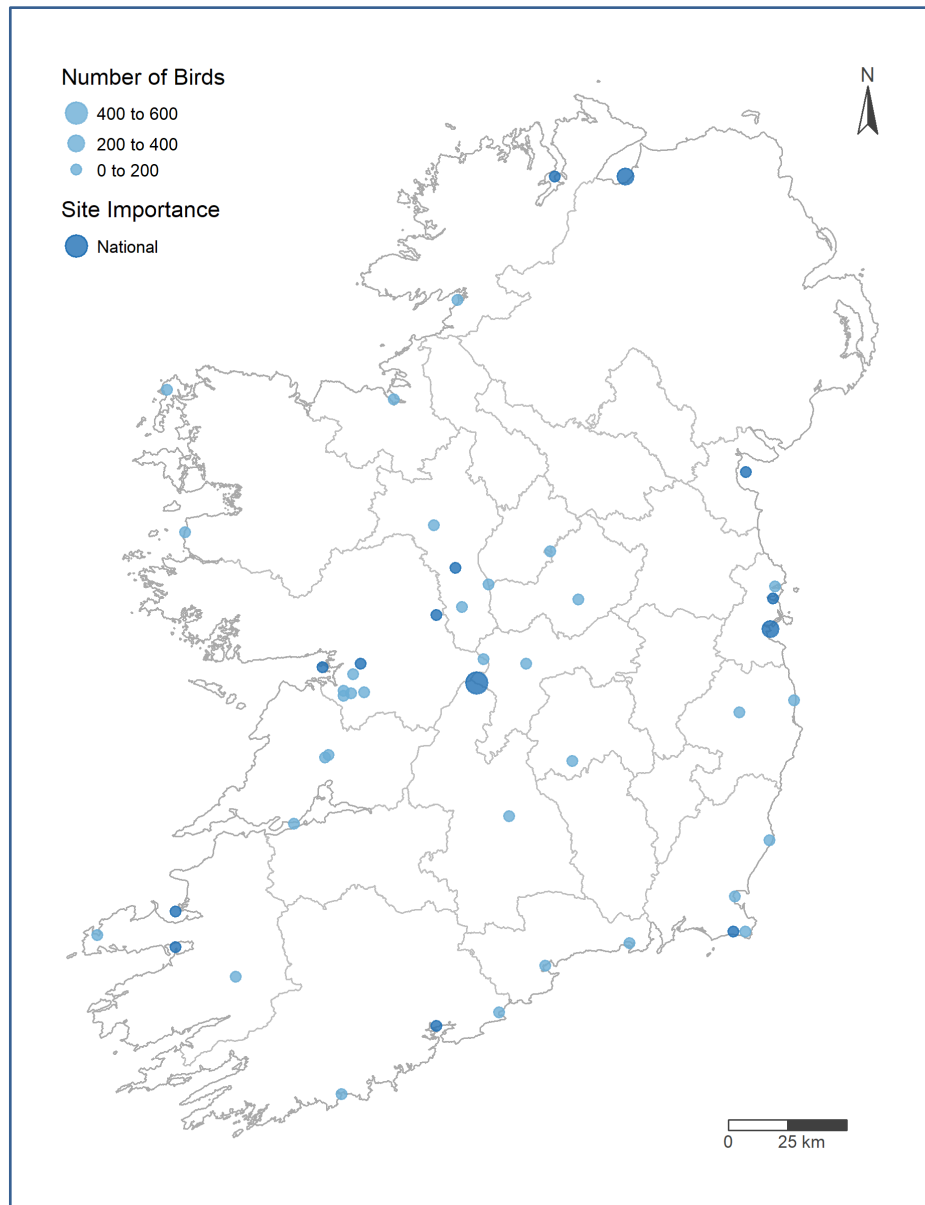 Number of Birds
400 to 600
200 to 400
0 to 200
Site Importance
National
N
0 25 km